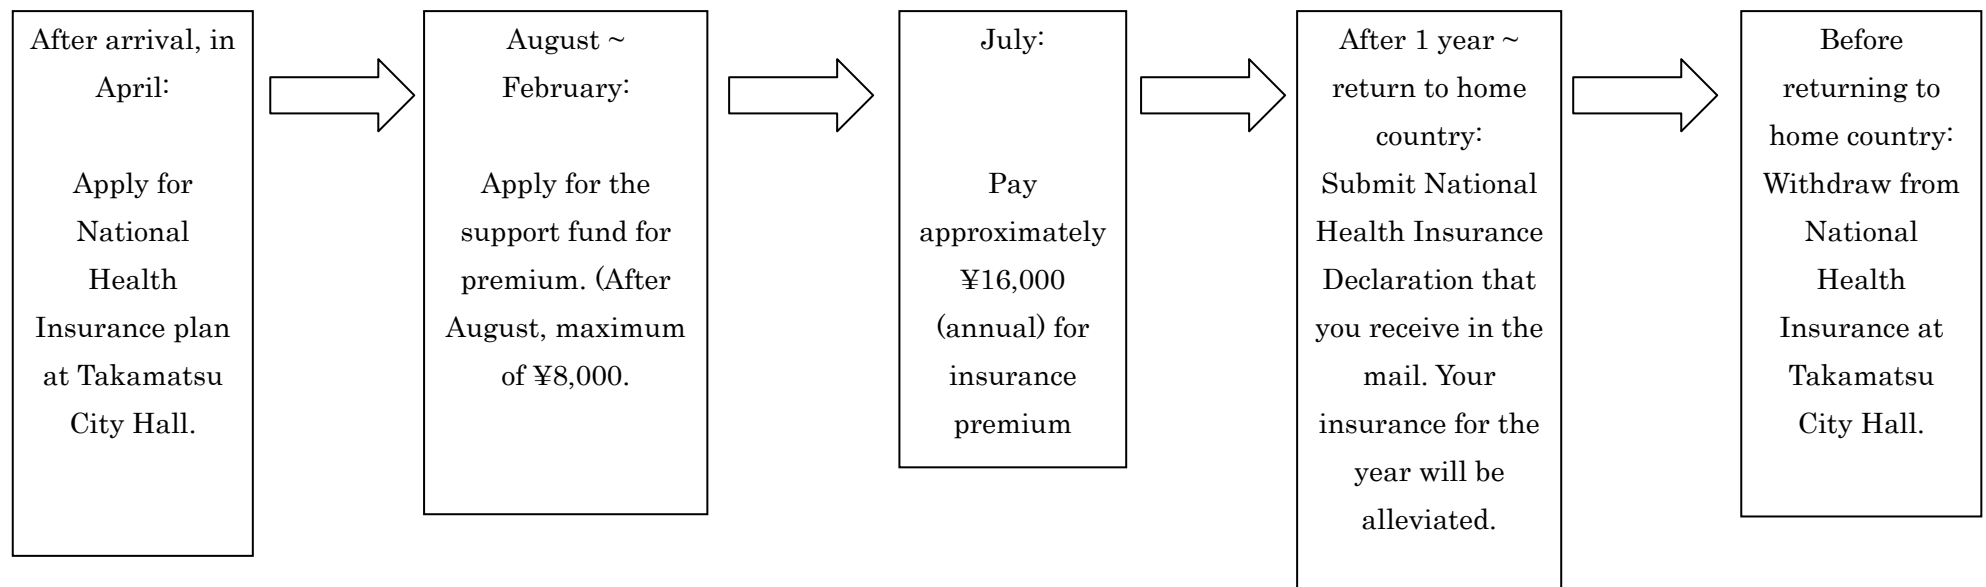 After arrival, in
April:
Apply for
National
Health
Insurance plan
at Takamatsu
City Hall.
August ~
February:
Apply for the
support fund for
premium. (After
August, maximum
of ¥8,000.
July:
Pay
approximately
¥16,000
(annual) for
insurance
premium
After 1 year ~
return to home
country:
Submit National
Health Insurance
Declaration that
you receive in the
mail. Your
insurance for the
year will be
alleviated.
Before
returning to
home country:
Withdraw from
National
Health
Insurance at
Takamatsu
City Hall.